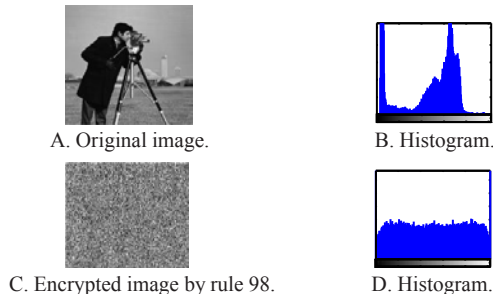 A. Original image.
B. Histogram.
C. Encrypted image by rule 98.
D. Histogram.